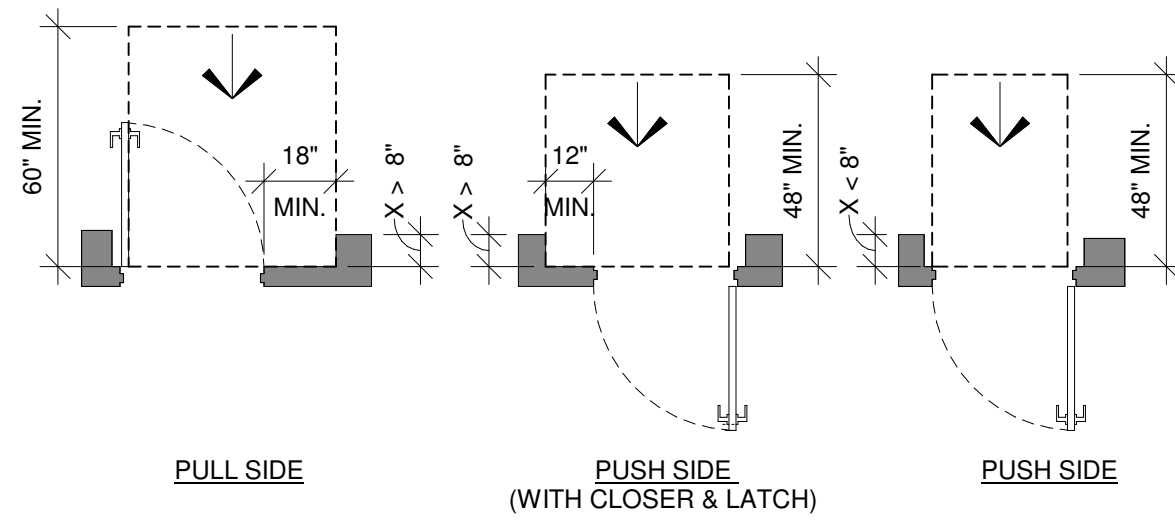 60" MIN.
18"
MIN.
X > 8"
PULL SIDE
X > 8"
12"
MIN.
48" MIN.
PUSH SIDE
(WITH CLOSER & LATCH)
X < 8"
48" MIN.
PUSH SIDE